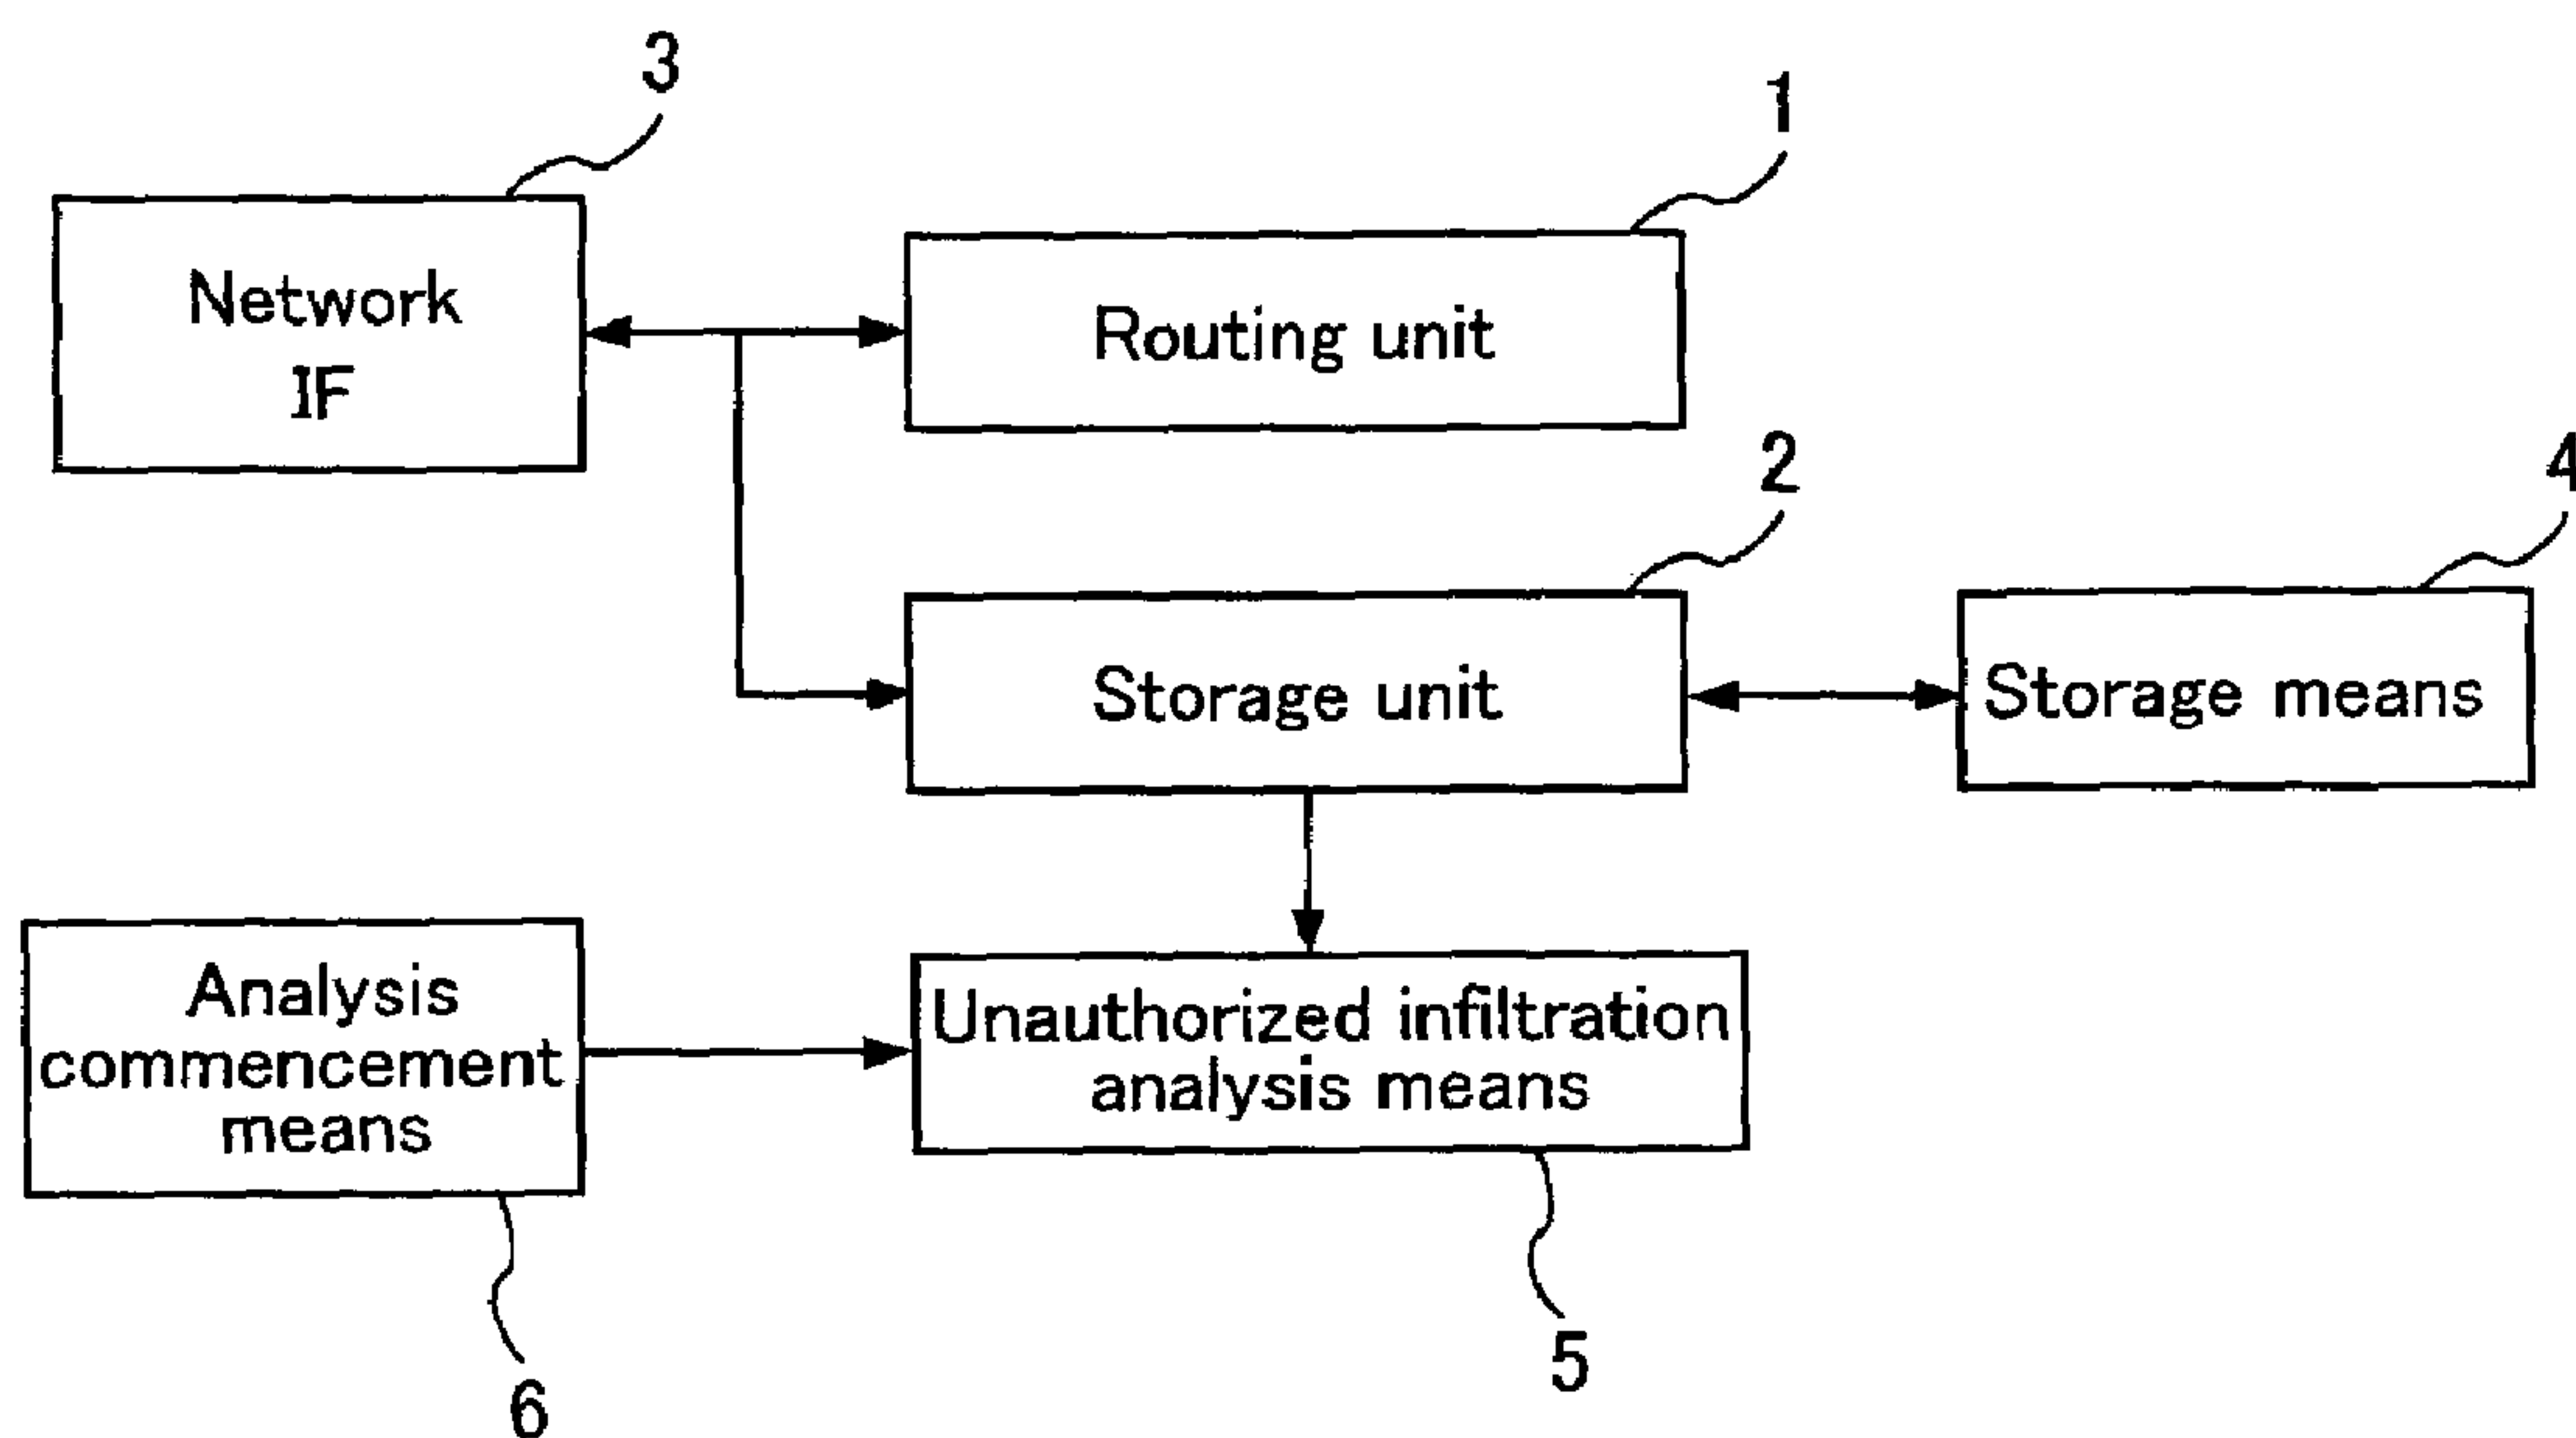 3
1
Network
IF
Routing unit
2
4
Storage unit
Storage means
Analysis
commencement
means
Unauthorized infiltration
analysis means
5
6